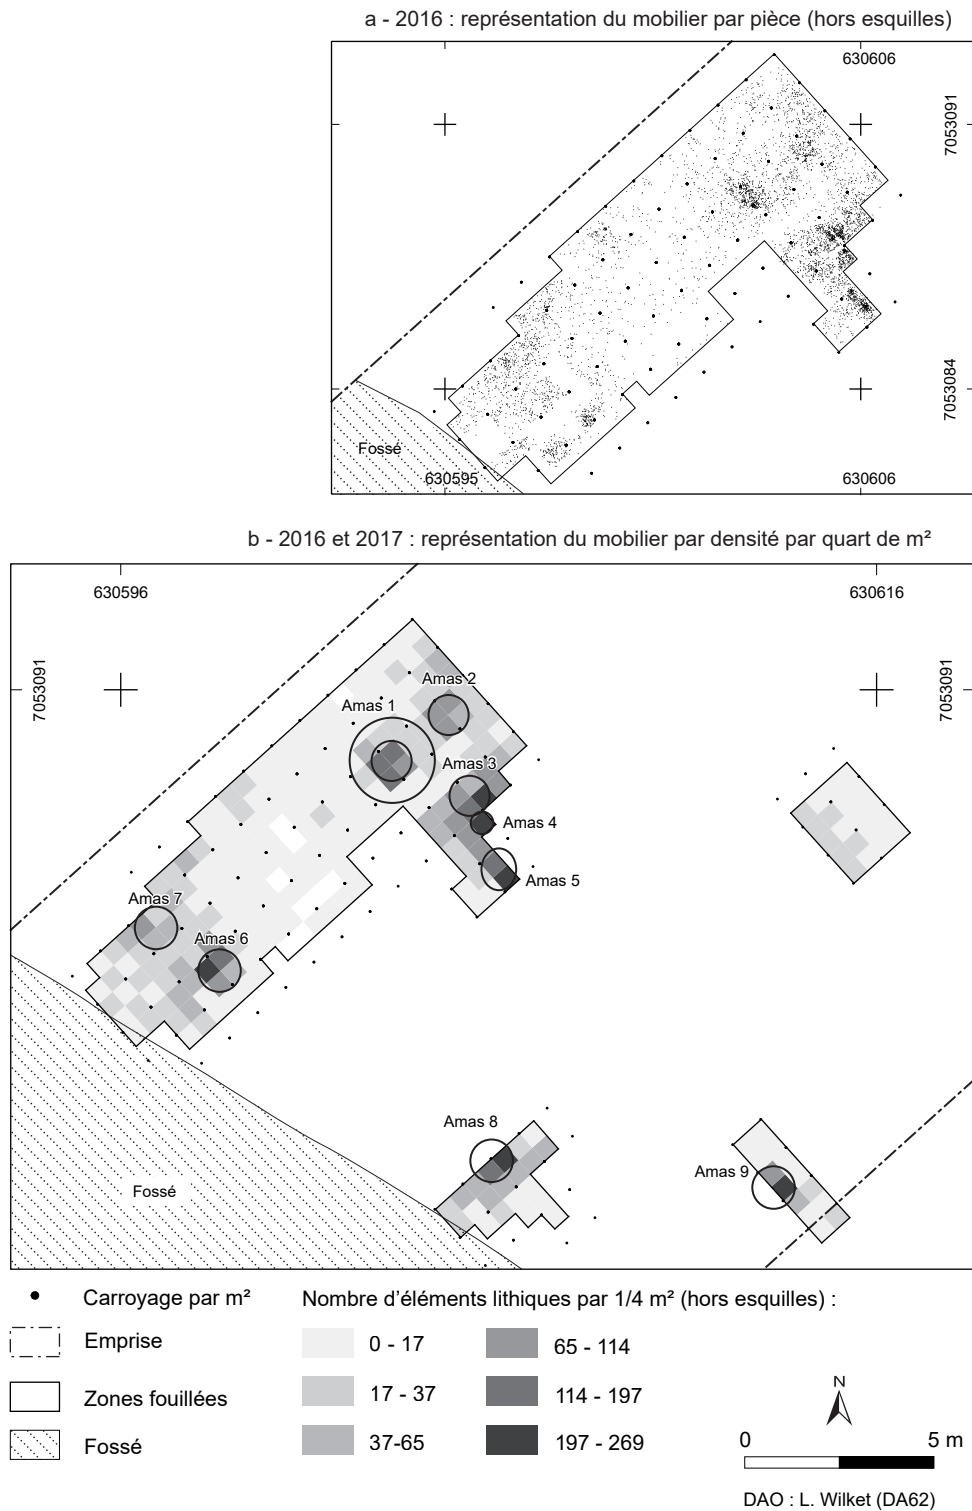 a - 2016 : représentation du mobilier par pièce (hors esquilles)
630606
7053091
7053084
Fossé
630595
630606
b - 2016 et 2017 : représentation du mobilier par densité par quart de m²
630596
630616
7053091
7053091
Amas 2
Amas 1
Amas 3
Amas 4
Amas 5
Amas 7
Amas 6
Amas 8
Amas 9
Fossé
Carroyage par m²
Emprise
Zones fouillées
Fossé
Nombre d'éléments lithiques par 1/4 m² (hors esquilles) :
0 - 17
17 - 37
37-65
65 - 114
114 - 197
197 - 269
N
0 5 m
DAO : L. Wilket (DA62)